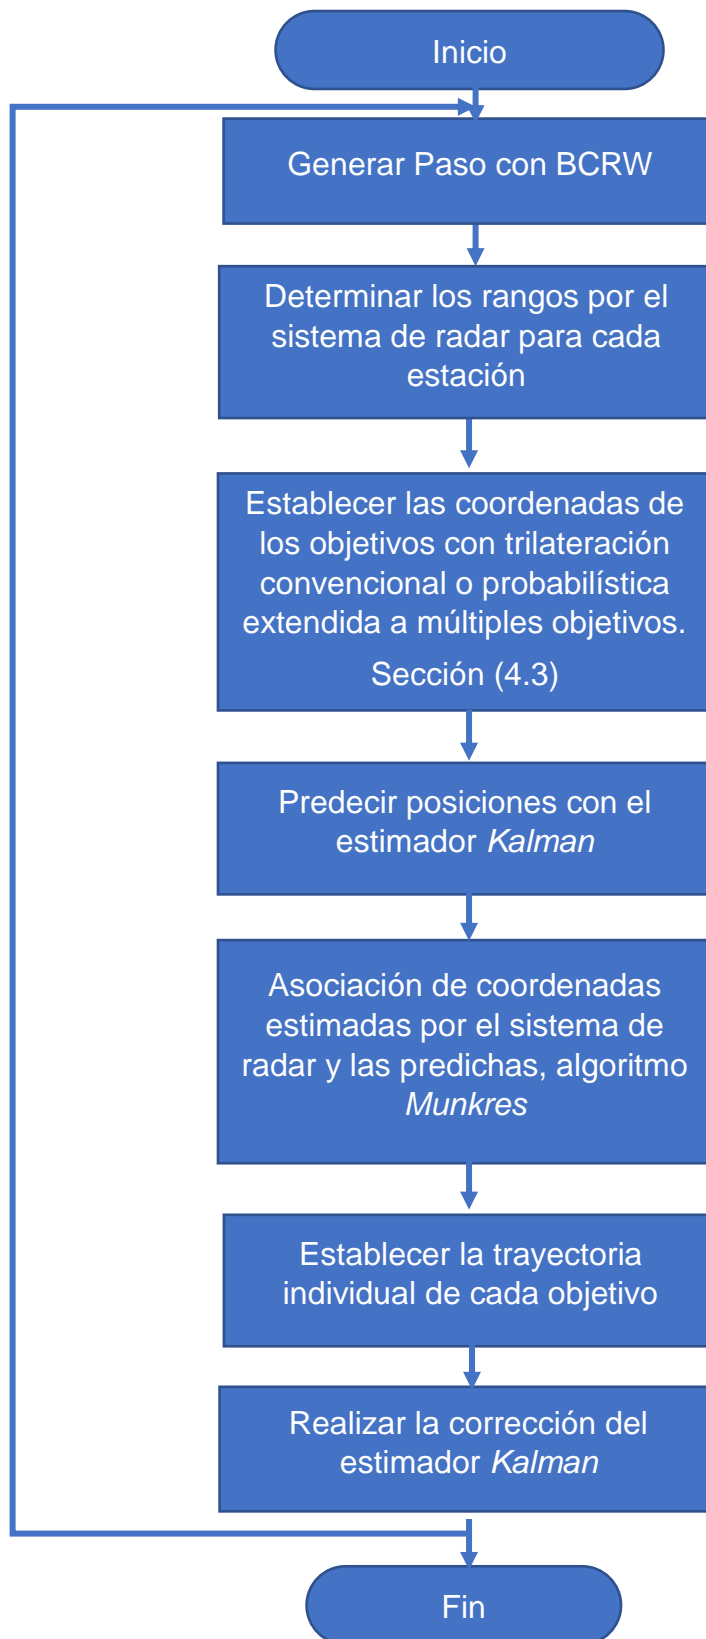 Inicio
Generar Paso con BCRW
Determinar los rangos por el
sistema de radar para cada
estación
Establecer las coordenadas de
los objetivos con trilateración
convencional o probabilística
extendida a múltiples objetivos.
Sección (4.3)
Predecir posiciones con el
estimador Kalman
Asociación de coordenadas
estimadas por el sistema de
radar y las predichas, algoritmo
Munkres
Establecer la trayectoria
individual de cada objetivo
Realizar la corrección del
estimador Kalman
Fin